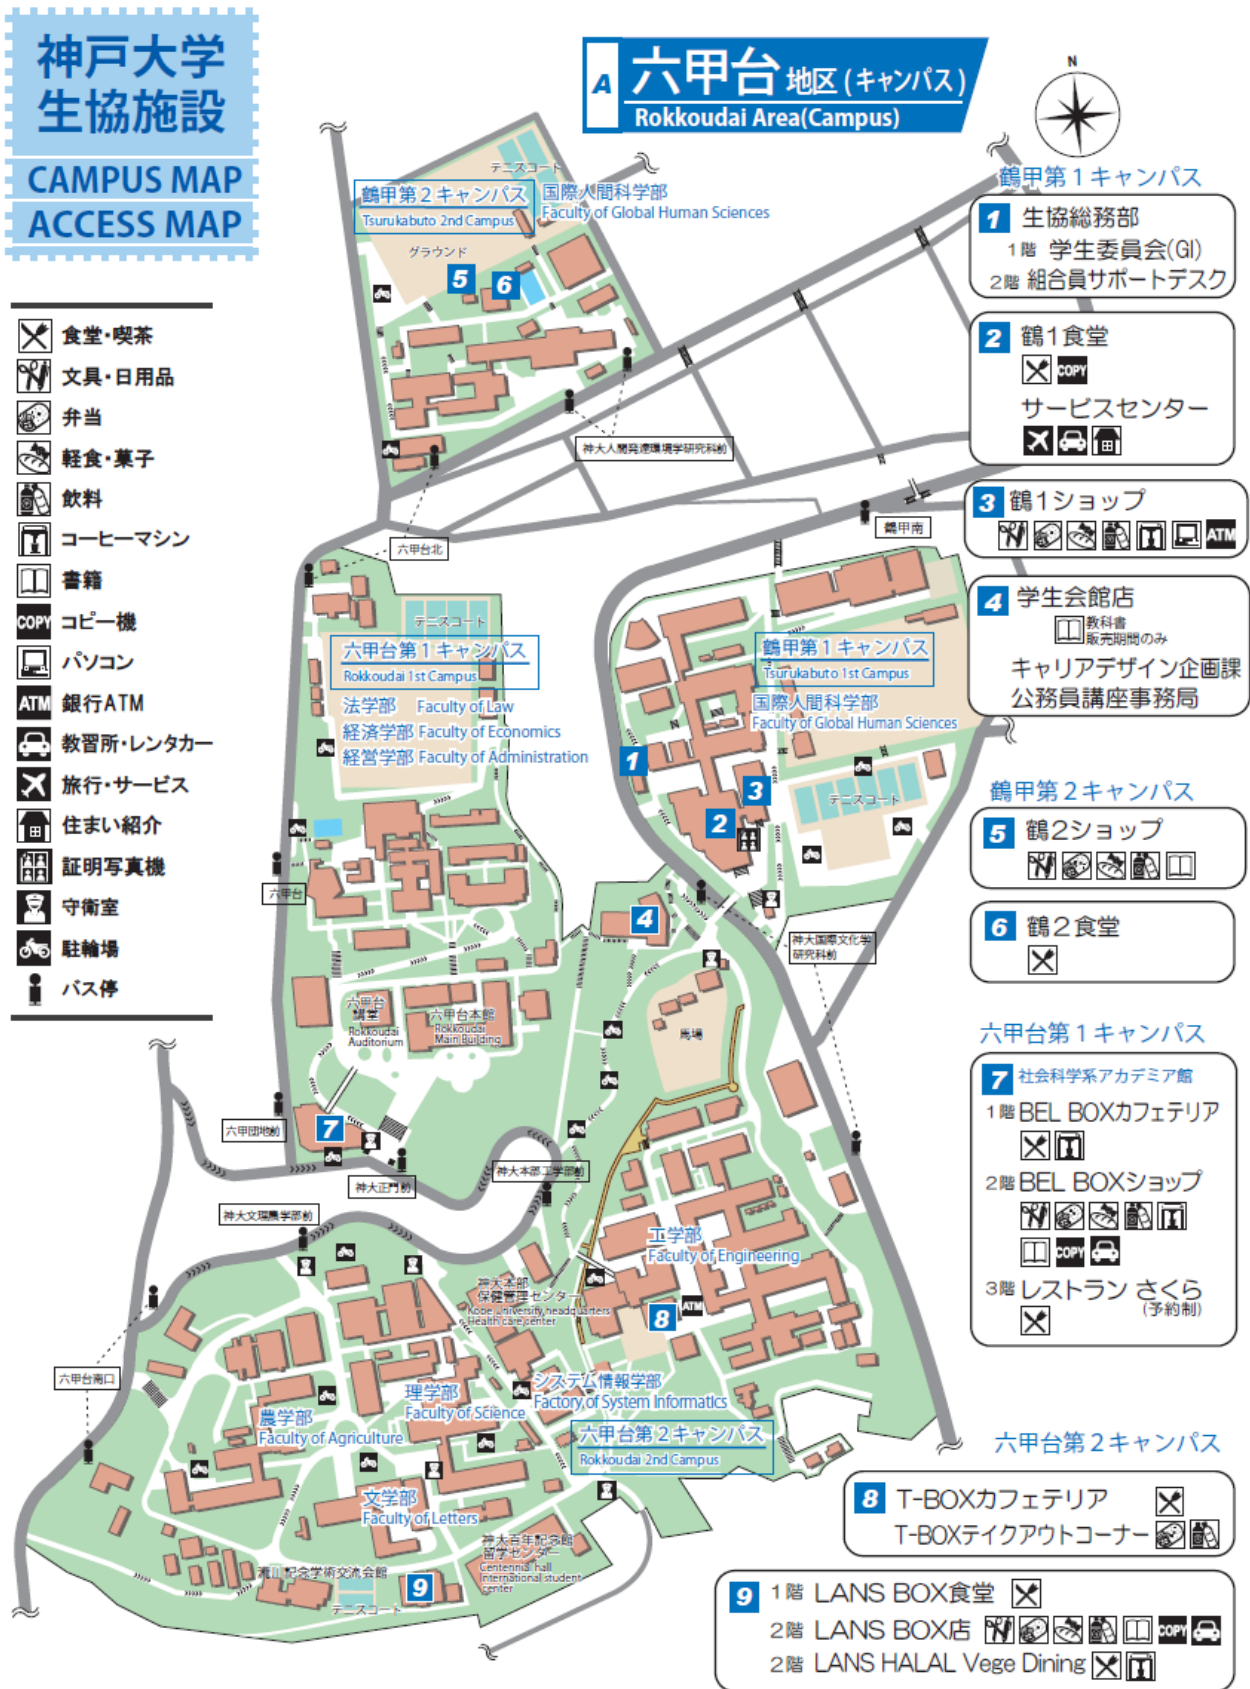 神戸大学
生協施設
CAMPUS MAP
ACCESS MAP
A 六甲台 地区 (キャンパス)
Rokkoudai Area(Campus)
N
食堂・喫茶
文具・日用品
弁当
軽食・菓子
飲料
コーヒーマシン
書籍
COPY コピー機
パソコン
ATM 銀行ATM
教習所・レンタカー
旅行・サービス
住まい紹介
証明写真機
守衛室
駐輪場
バス停
テニスコート
鶴甲第2キャンパス
Tsurukabuto 2nd Campus
国際人間科学部
Faculty of Global Human Sciences
グラウンド
5
6
神大人間発達環境学研究科前
六甲台北
鶴甲南
テニスコート
六甲台第1キャンパス
Rokkoudai 1st Campus
法学部 Faculty of Law
経済学部 Faculty of Economics
経営学部 Faculty of Administration
鶴甲第1キャンパス
Tsurukabuto 1st Campus
国際人間科学部
Faculty of Global Human Sciences
1
3
2
テニスコート
六甲台
4
神大国際文化学
研究科前
六甲台
講堂
Rokkoudai
Auditorium
六甲台本館
Rokkoudai
Main Building
馬場
六甲団地前
7
神大正門前
神大本部工学部前
神大文理農学部前
工学部
Faculty of Engineering
神大本部
保健管理センター
Kobe University headquarters
Health care center
8
ATM
六甲台南口
農学部
Faculty of Agriculture
理学部
Faculty of Science
システム情報学部
Factory of System Informatics
六甲台第2キャンパス
Rokkoudai 2nd Campus
文学部
Faculty of Letters
神大百年記念館
留学センター
Centennial hall
International student
center
瀧川記念学術交流会館
9
テニスコート
鶴甲第1キャンパス
1 生協総務部
1階 学生委員会(GI)
2階 組合員サポートデスク
2 鶴1食堂
COPY
サービスセンター
3 鶴1ショップ
ATM
4 学生会館店
教科書
販売期間のみ
キャリアデザイン企画課
公務員講座事務局
鶴甲第2キャンパス
5 鶴2ショップ
6 鶴2食堂
六甲台第1キャンパス
7 社会科学系アカデミア館
1階 BEL BOXカフェテリア
2階 BEL BOXショップ
COPY
3階 レストラン さくら
(予約制)
六甲台第2キャンパス
8 T-BOXカフェテリア
T-BOXテイクアウトコーナー
9 1階 LANS BOX食堂
2階 LANS BOX店 COPY
2階 LANS HALAL Vege Dining